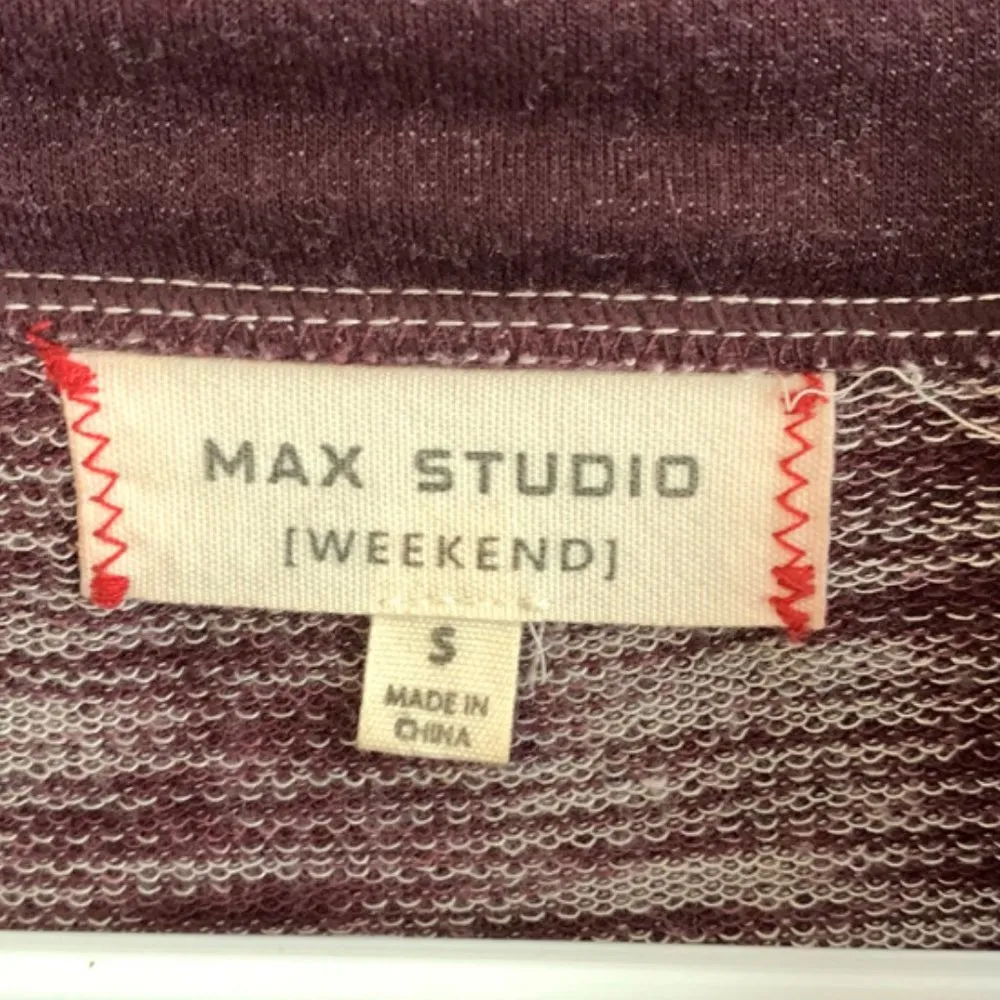 MAX STUDIO
[WEEKEND]
S
MADE IN
CHINA